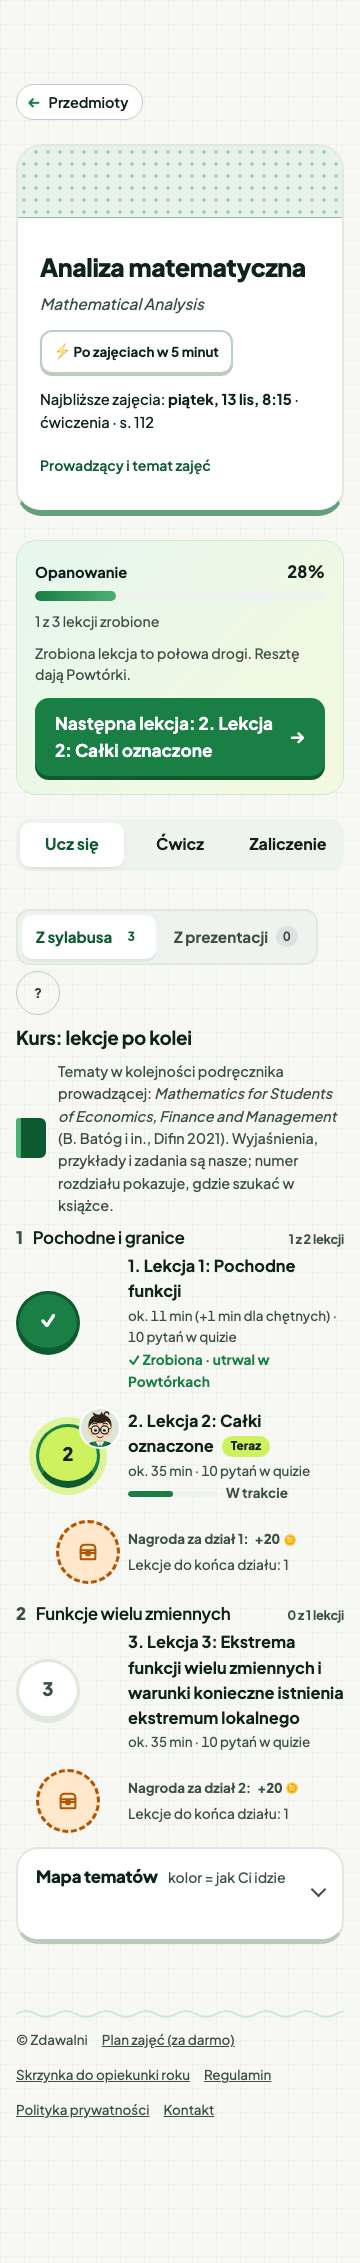 ← Przedmioty
Analiza matematyczna
Mathematical Analysis
⚡ Po zajęciach w 5 minut
Najbliższe zajęcia: piątek, 13 lis, 8:15 ·
ćwiczenia · s. 112
Prowadzący i temat zajęć
Opanowanie 28%
1 z 3 lekcji zrobione
Zrobiona lekcja to połowa drogi. Resztę
dają Powtórki.
Następna lekcja: 2. Lekcja
2: Całki oznaczone →
Ucz się Ćwicz Zaliczenie
Z sylabusa 3 Z prezentacji 0
?
Kurs: lekcje po kolei
Tematy w kolejności podręcznika
prowadzącej: Mathematics for Students
of Economics, Finance and Management
(B. Batóg i in., Difin 2021). Wyjaśnienia,
przykłady i zadania są nasze; numer
rozdziału pokazuje, gdzie szukać w
książce.
1 Pochodne i granice 1 z 2 lekcji
1. Lekcja 1: Pochodne
funkcji
ok. 11 min (+1 min dla chętnych) ·
10 pytań w quizie
✓ Zrobiona · utrwal w
Powtórkach
2
2. Lekcja 2: Całki
oznaczone Teraz
ok. 35 min · 10 pytań w quizie
W trakcie
Nagroda za dział 1: +20
Lekcje do końca działu: 1
2 Funkcje wielu zmiennych 0 z 1 lekcji
3
3. Lekcja 3: Ekstrema
funkcji wielu zmiennych i
warunki konieczne istnienia
ekstremum lokalnego
ok. 35 min · 10 pytań w quizie
Nagroda za dział 2: +20
Lekcje do końca działu: 1
Mapa tematów kolor = jak Ci idzie
© Zdawalni Plan zajęć (za darmo)
Skrzynka do opiekunki roku Regulamin
Polityka prywatności Kontakt